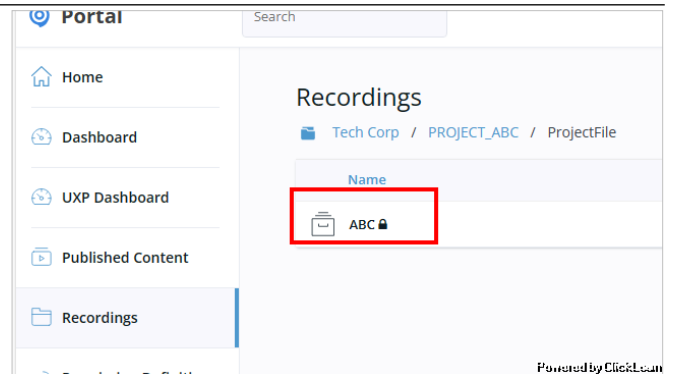 Portal
Search
Home
Dashboard
UXP Dashboard
Published Content
Recordings
Recordings
Tech Corp / PROJECT_ABC / ProjectFile
Name
ABC
Powered by ClickLearn